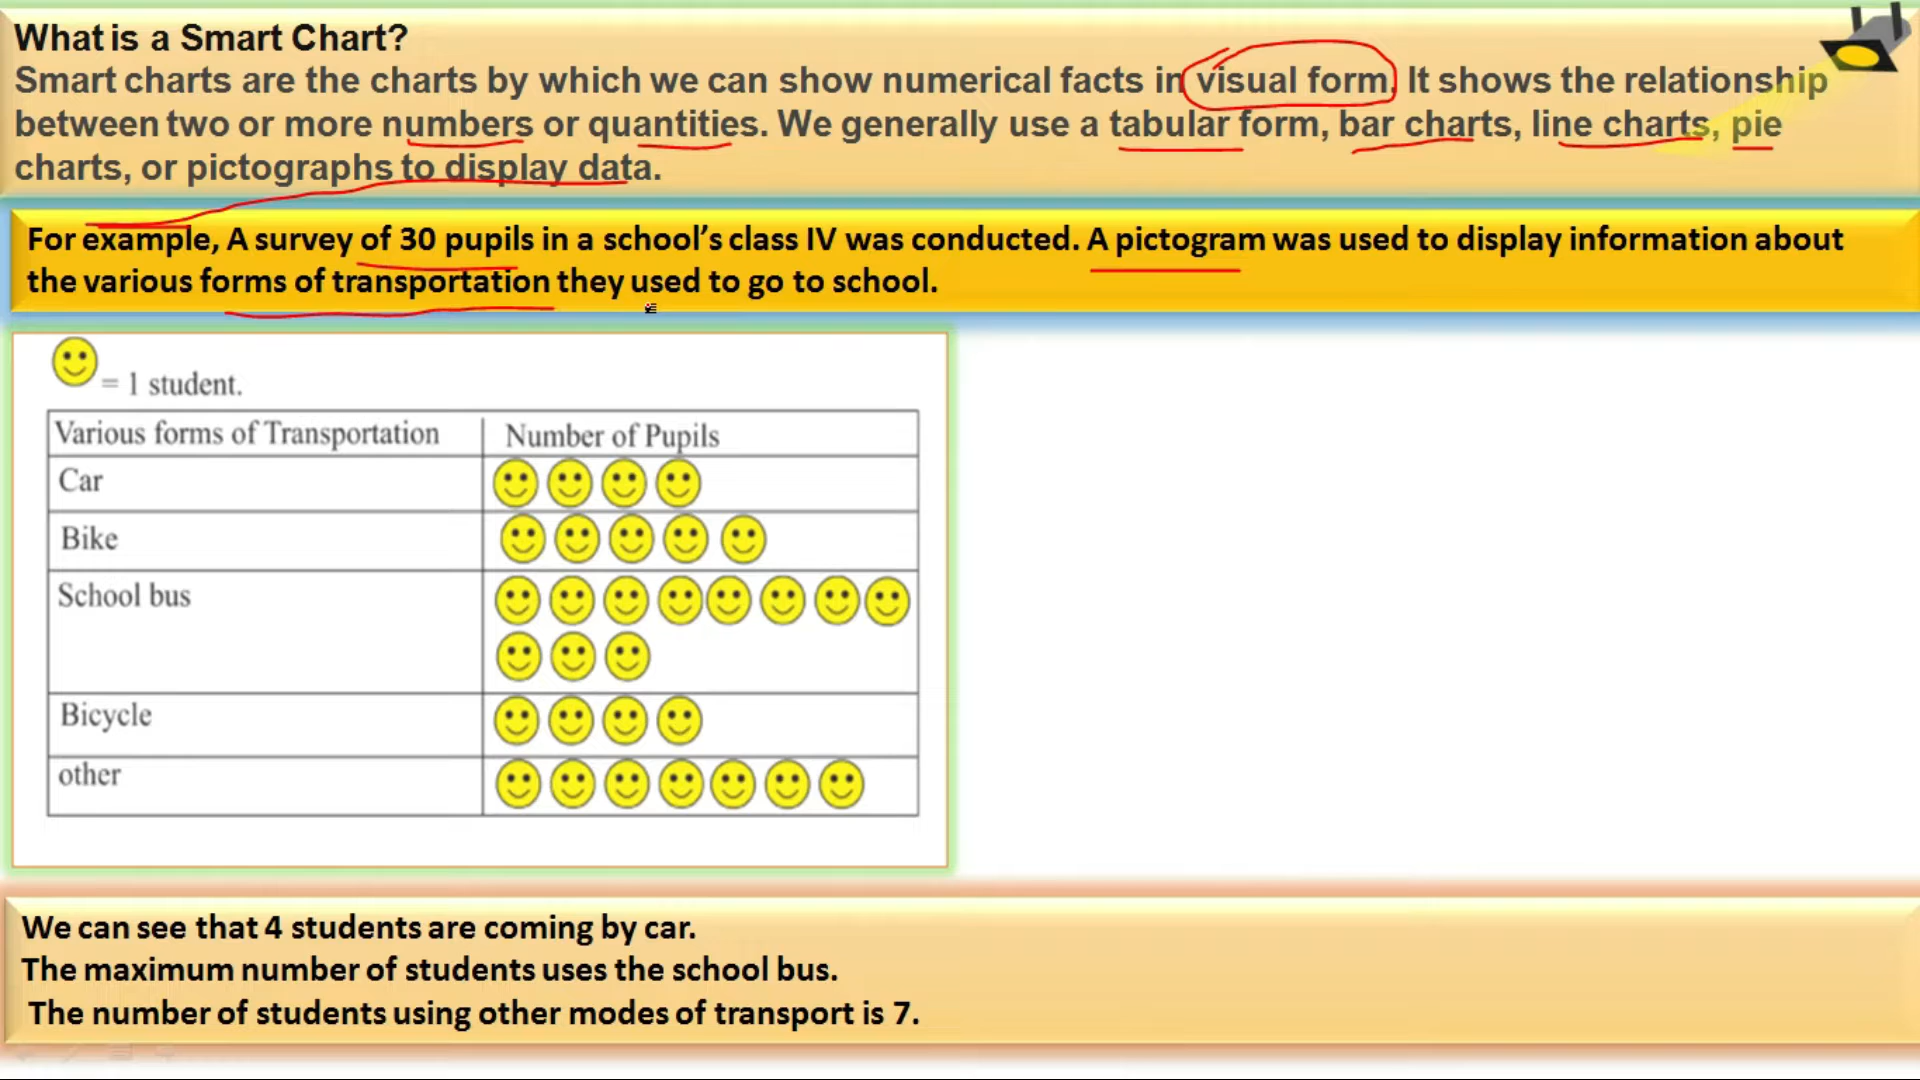 What is a Smart Chart?
Smart charts are the charts by which we can show numerical facts in visual form. It shows the relationship
between two or more numbers or quantities. We generally use a tabular form, bar charts, line charts, pie
charts, or pictographs to display data.
For example, A survey of 30 pupils in a school’s class IV was conducted. A pictogram was used to display information about
the various forms of transportation they used to go to school.
= 1 student.
Various forms of Transportation Number of Pupils
Car
Bike
School bus
Bicycle
other
We can see that 4 students are coming by car.
The maximum number of students uses the school bus.
The number of students using other modes of transport is 7.